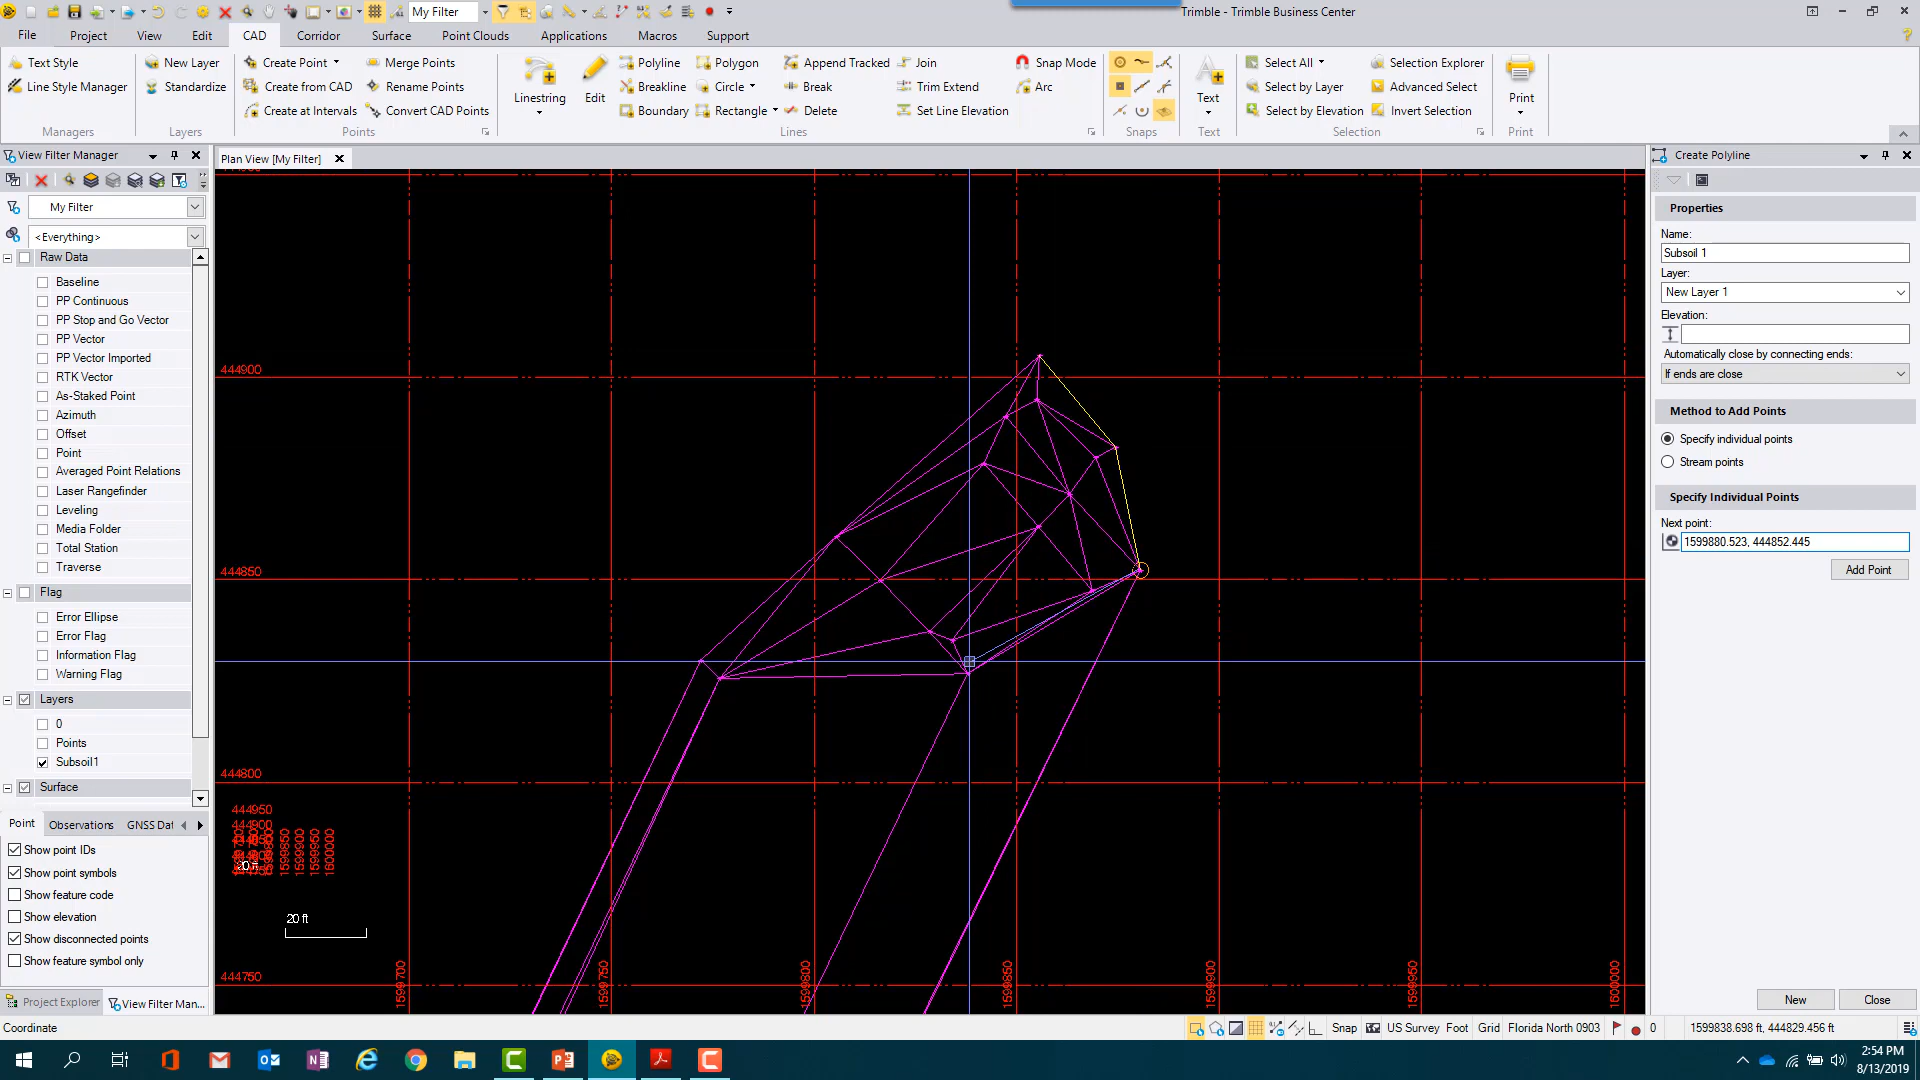 My Filter
Trimble - Trimble Business Center
File Project View Edit CAD Corridor Surface Point Clouds Applications Macros Support
Text Style New Layer Create Point Merge Points Polyline Polygon Append Tracked Join Snap Mode Select All Selection Explorer
Line Style Manager Standardize Create from CAD Rename Points Linestring Edit Breakline Circle Break Trim Extend Arc Text Select by Layer Advanced Select Print
Create at Intervals Convert CAD Points Boundary Rectangle Delete Set Line Elevation Select by Elevation Invert Selection
Managers Layers Points Lines Snaps Text Selection Print
View Filter Manager
My Filter
<Everything>
Raw Data
Baseline
PP Continuous
PP Stop and Go Vector
PP Vector
PP Vector Imported
RTK Vector
As-Staked Point
Azimuth
Offset
Point
Averaged Point Relations
Laser Rangefinder
Leveling
Media Folder
Total Station
Traverse
Flag
Error Ellipse
Error Flag
Information Flag
Warning Flag
Layers
0
Points
Subsoil1
Surface
Point Observations GNSS Dat
Show point IDs
Show point symbols
Show feature code
Show elevation
Show disconnected points
Show feature symbol only
Project Explorer View Filter Man...
Plan View [My Filter]
444900
444850
444800
444950
444900
1599850
1599900
1599950
1600000
20 ft
444750
1599700
1599750
1599800
1599850
1599900
1599950
1600000
Create Polyline
Properties
Name:
Subsoil 1
Layer:
New Layer 1
Elevation:
Automatically close by connecting ends:
If ends are close
Method to Add Points
Specify individual points
Stream points
Specify Individual Points
Next point:
1599880.523, 444852.445
Add Point
New Close
Coordinate Snap US Survey Foot Grid Florida North 0903 0 1599838.698 ft, 444829.456 ft
2:54 PM
8/13/2019